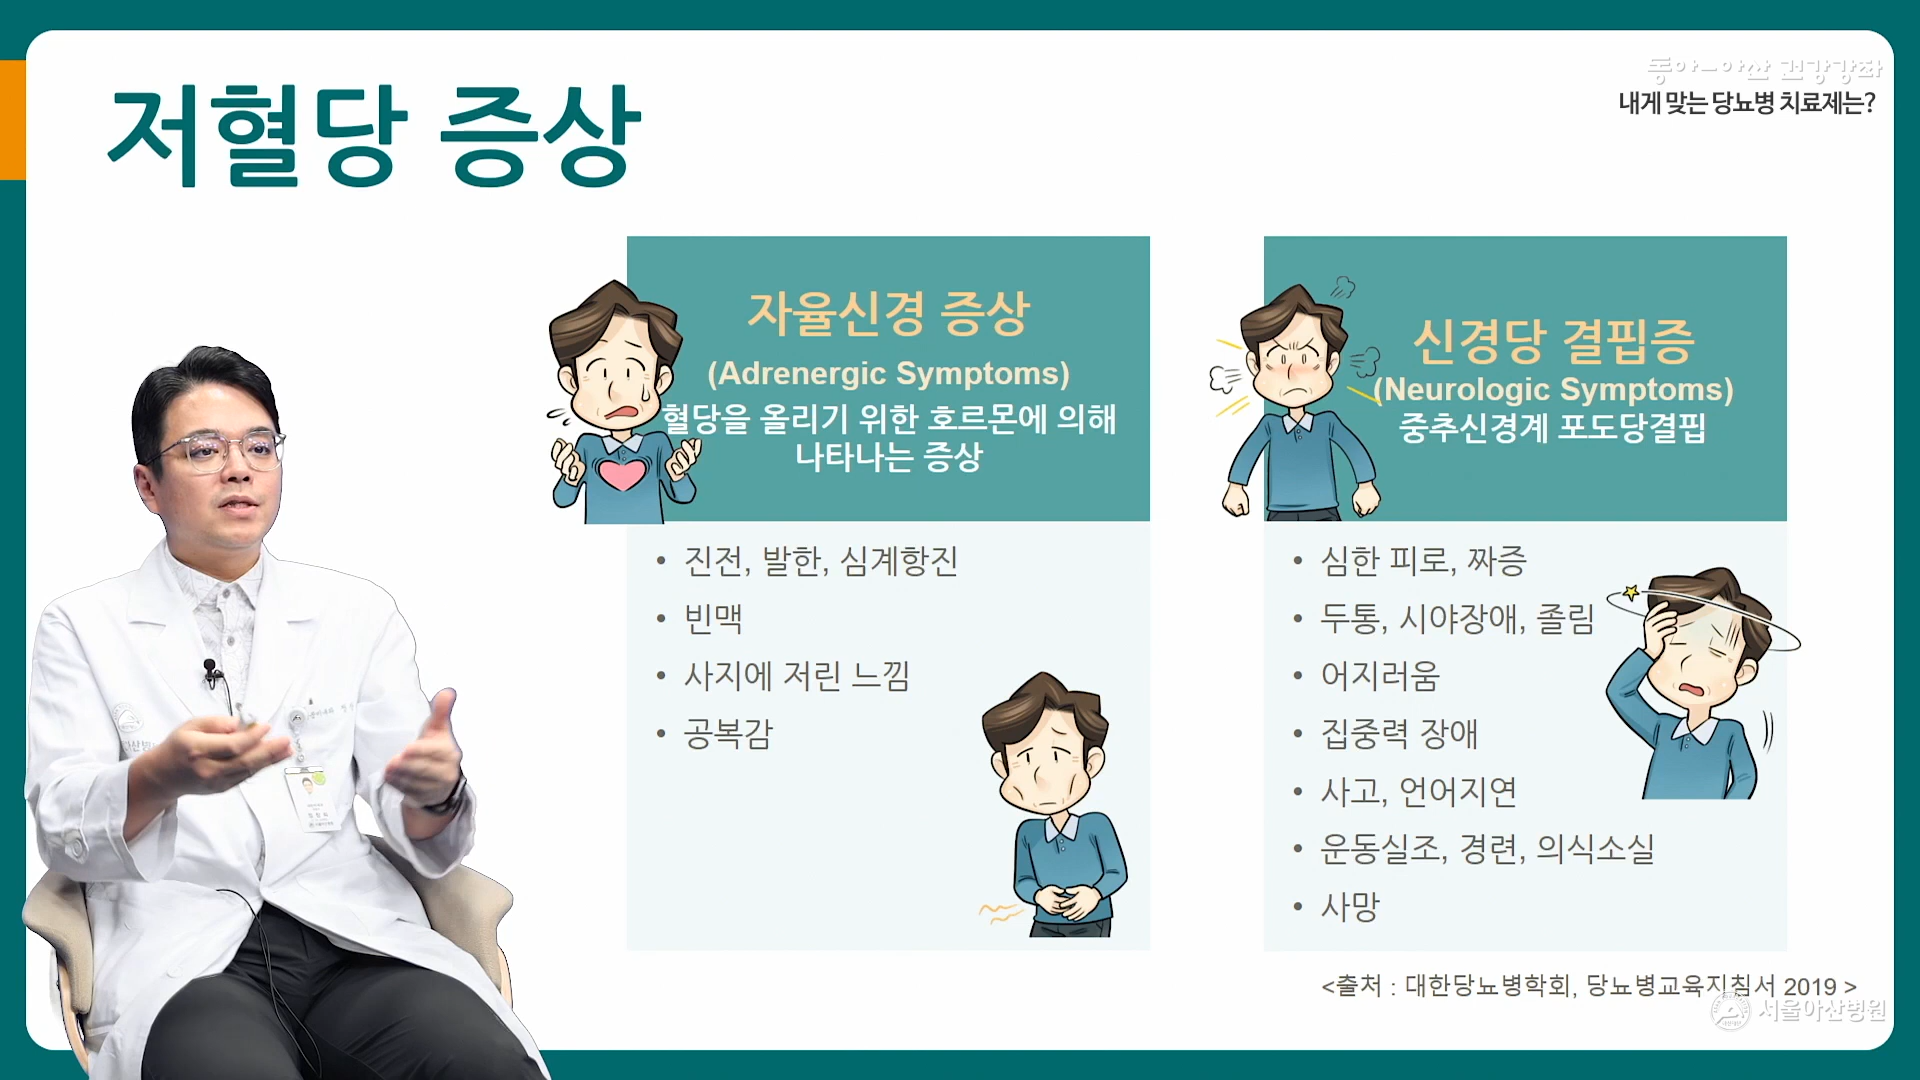 동아-아산 건강강좌
내게 맞는 당뇨병 치료제는?
저혈당 증상
자율신경 증상
(Adrenergic Symptoms)
혈당을 올리기 위한 호르몬에 의해
나타나는 증상
• 진전, 발한, 심계항진
• 빈맥
• 사지에 저린 느낌
• 공복감
신경당 결핍증
(Neurologic Symptoms)
중추신경계 포도당결핍
• 심한 피로, 짜증
• 두통, 시야장애, 졸림
• 어지러움
• 집중력 장애
• 사고, 언어지연
• 운동실조, 경련, 의식소실
• 사망
<출처 : 대한당뇨병학회, 당뇨병교육지침서 2019 >
서울아산병원